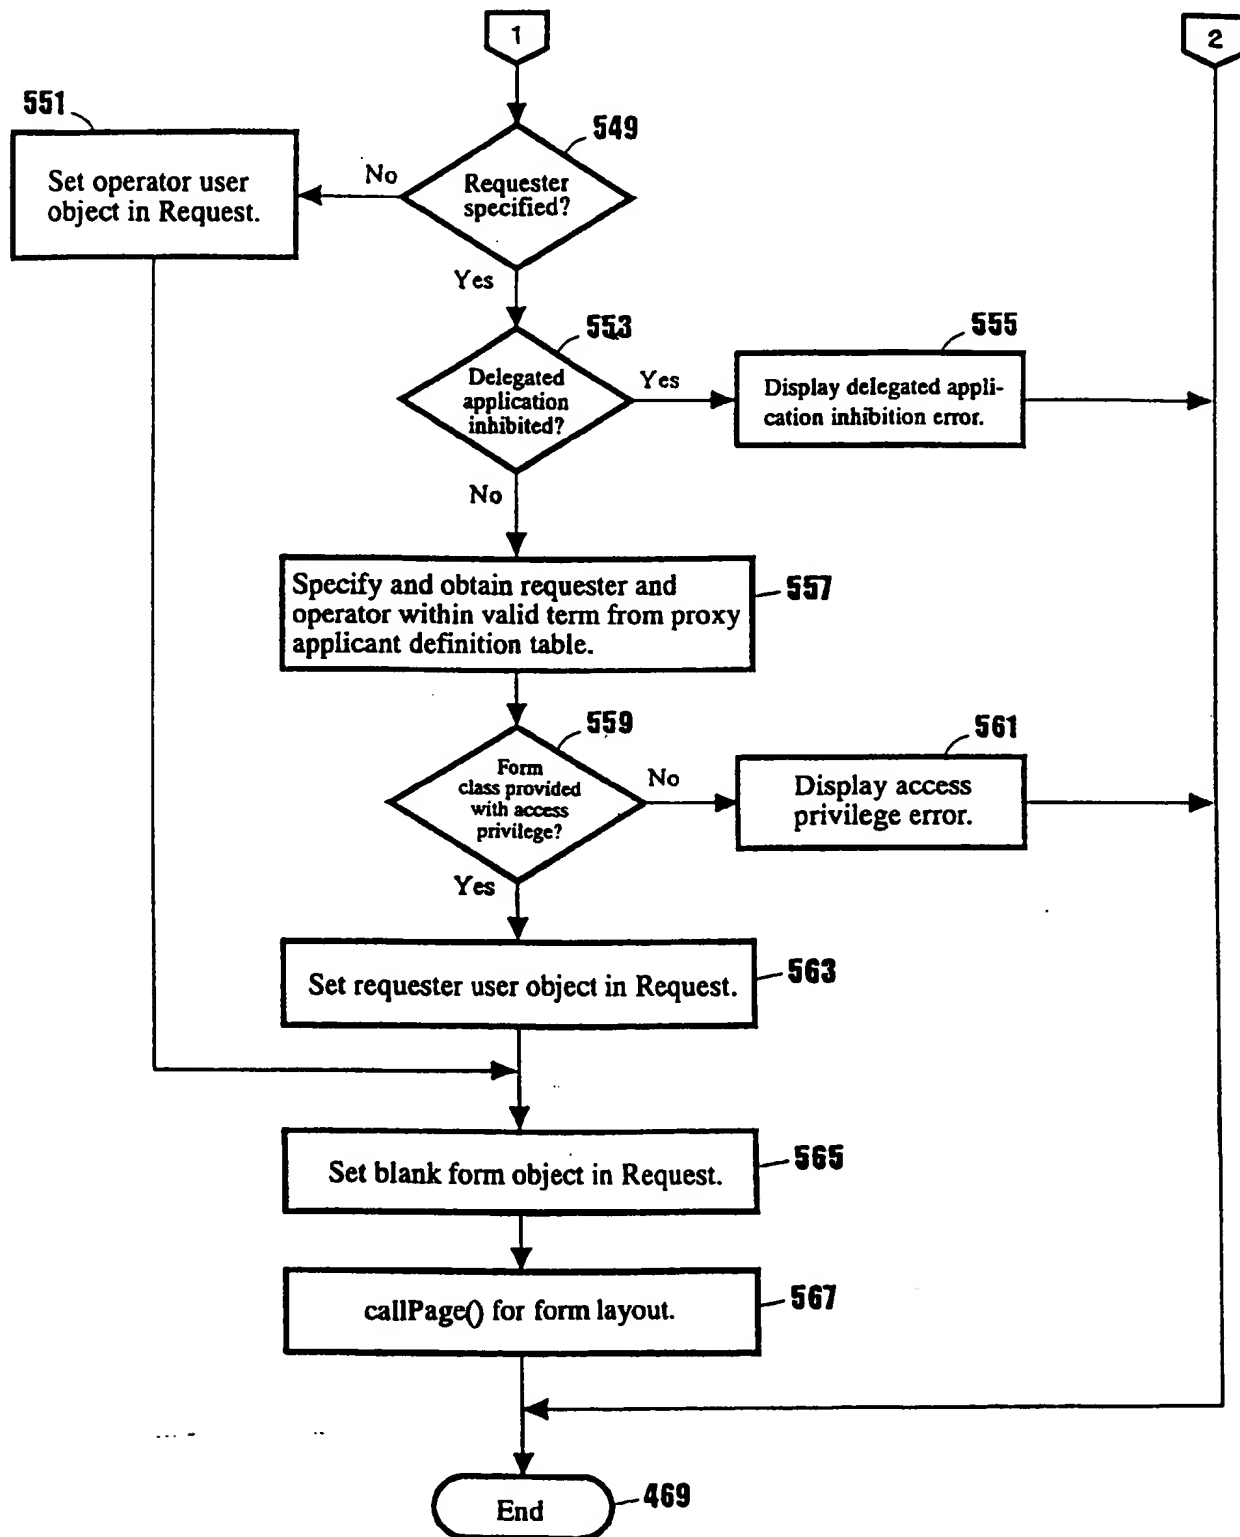 1
2
551
549
Set operator user
object in Request.
No
Requester
specified?
Yes
553
555
Delegated
application
inhibited?
Yes
Display delegated appli-
cation inhibition error.
No
Specify and obtain requester and
operator within valid term from proxy
applicant definition table.
557
559
561
Form
class provided
with access
privilege?
No
Display access
privilege error.
Yes
Set requester user object in Request.
563
Set blank form object in Request.
565
callPage() for form layout.
567
End
469